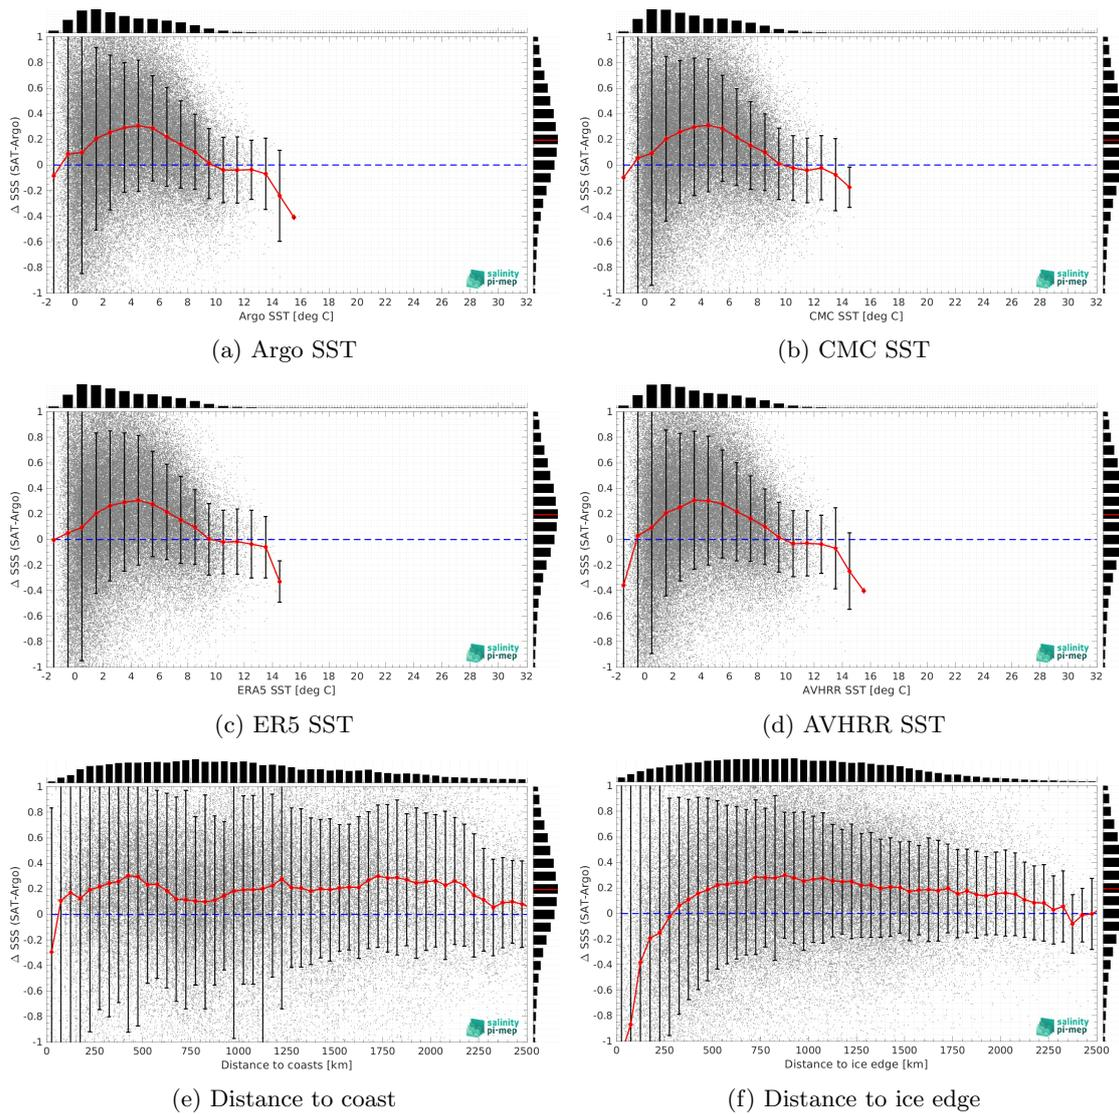 1
0.8
0.6
0.4
0.2
0
-0.2
-0.4
-0.6
-0.8
-1
Δ SSS (SAT-Argo)
-2 0 2 4 6 8 10 12 14 16 18 20 22 24 26 28 30 32
Argo SST [deg C]
salinity
pi-mep
(a) Argo SST
1
0.8
0.6
0.4
0.2
0
-0.2
-0.4
-0.6
-0.8
-1
Δ SSS (SAT-Argo)
-2 0 2 4 6 8 10 12 14 16 18 20 22 24 26 28 30 32
CMC SST [deg C]
salinity
pi-mep
(b) CMC SST
1
0.8
0.6
0.4
0.2
0
-0.2
-0.4
-0.6
-0.8
-1
Δ SSS (SAT-Argo)
-2 0 2 4 6 8 10 12 14 16 18 20 22 24 26 28 30 32
ERA5 SST [deg C]
salinity
pi-mep
(c) ER5 SST
1
0.8
0.6
0.4
0.2
0
-0.2
-0.4
-0.6
-0.8
-1
Δ SSS (SAT-Argo)
-2 0 2 4 6 8 10 12 14 16 18 20 22 24 26 28 30 32
AVHRR SST [deg C]
salinity
pi-mep
(d) AVHRR SST
1
0.8
0.6
0.4
0.2
0
-0.2
-0.4
-0.6
-0.8
-1
Δ SSS (SAT-Argo)
0 250 500 750 1000 1250 1500 1750 2000 2250 2500
Distance to coasts [km]
salinity
pi-mep
(e) Distance to coast
1
0.8
0.6
0.4
0.2
0
-0.2
-0.4
-0.6
-0.8
-1
Δ SSS (SAT-Argo)
0 250 500 750 1000 1250 1500 1750 2000 2250 2500
Distance to ice edge [km]
salinity
pi-mep
(f) Distance to ice edge